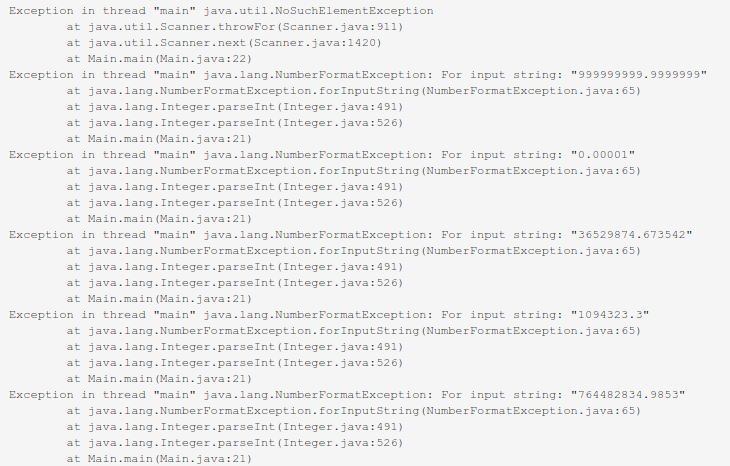 Exception in thread "main" java.util.NoSuchElementException
at java.util.Scanner.throwFor(Scanner.java:911)
at java.util.Scanner.next(Scanner.java:1420)
at Main.main(Main.java:22)
Exception in thread "main" java.lang.NumberFormatException: For input string: "999999999.9999999"
at java.lang.NumberFormatException.forInputString(NumberFormatException.java:65)
at java.lang.Integer.parseInt(Integer.java:491)
at java.lang.Integer.parseInt(Integer.java:526)
at Main.main(Main.java:21)
Exception in thread "main" java.lang.NumberFormatException: For input string: "0.00001"
at java.lang.NumberFormatException.forInputString(NumberFormatException.java:65)
at java.lang.Integer.parseInt(Integer.java:491)
at java.lang.Integer.parseInt(Integer.java:526)
at Main.main(Main.java:21)
Exception in thread "main" java.lang.NumberFormatException: For input string: "36529874.673542"
at java.lang.NumberFormatException.forInputString(NumberFormatException.java:65)
at java.lang.Integer.parseInt(Integer.java:491)
at java.lang.Integer.parseInt(Integer.java:526)
at Main.main(Main.java:21)
Exception in thread "main" java.lang.NumberFormatException: For input string: "1094323.3"
at java.lang.NumberFormatException.forInputString(NumberFormatException.java:65)
at java.lang.Integer.parseInt(Integer.java:491)
at java.lang.Integer.parseInt(Integer.java:526)
at Main.main(Main.java:21)
Exception in thread "main" java.lang.NumberFormatException: For input string: "764482834.9853"
at java.lang.NumberFormatException.forInputString(NumberFormatException.java:65)
at java.lang.Integer.parseInt(Integer.java:491)
at java.lang.Integer.parseInt(Integer.java:526)
at Main.main(Main.java:21)